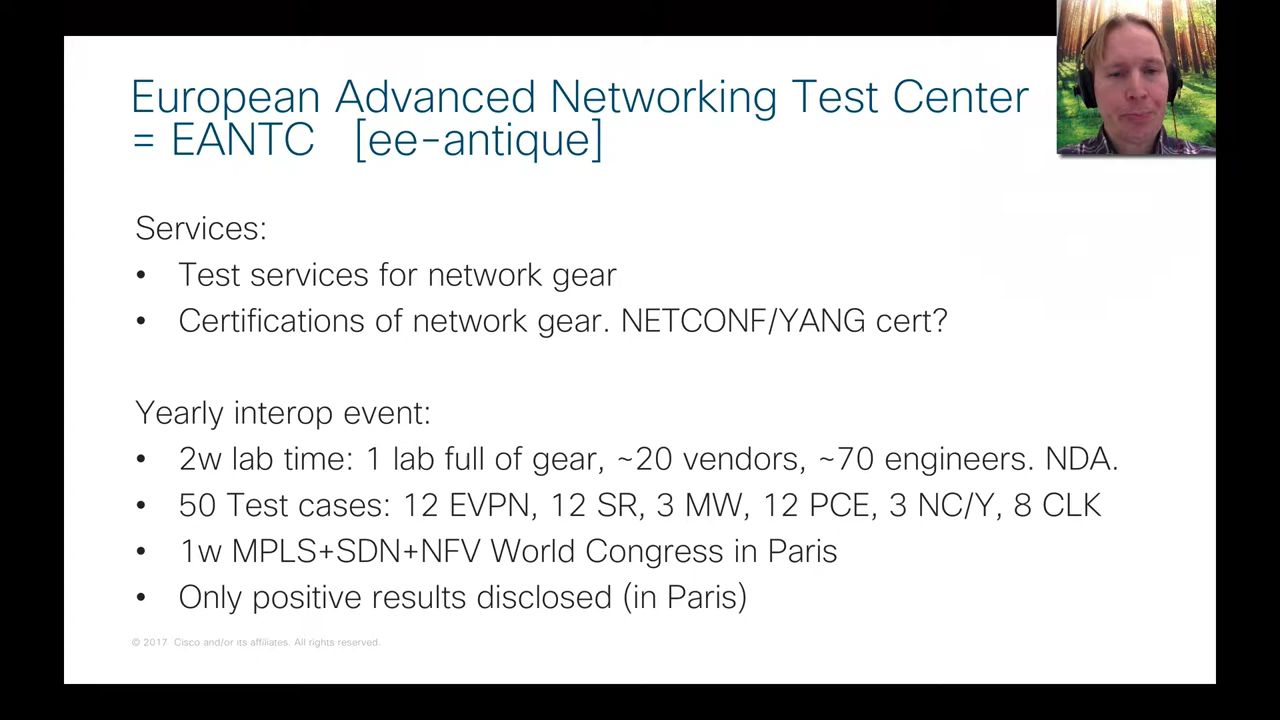 European Advanced Networking Test Center
= EANTC [ee-antique]
Services:
• Test services for network gear
• Certifications of network gear. NETCONF/YANG cert?
Yearly interop event:
• 2w lab time: 1 lab full of gear, ~20 vendors, ~70 engineers. NDA.
• 50 Test cases: 12 EVPN, 12 SR, 3 MW, 12 PCE, 3 NC/Y, 8 CLK
• 1w MPLS+SDN+NFV World Congress in Paris
• Only positive results disclosed (in Paris)
© 2017 Cisco and/or its affiliates. All rights reserved.